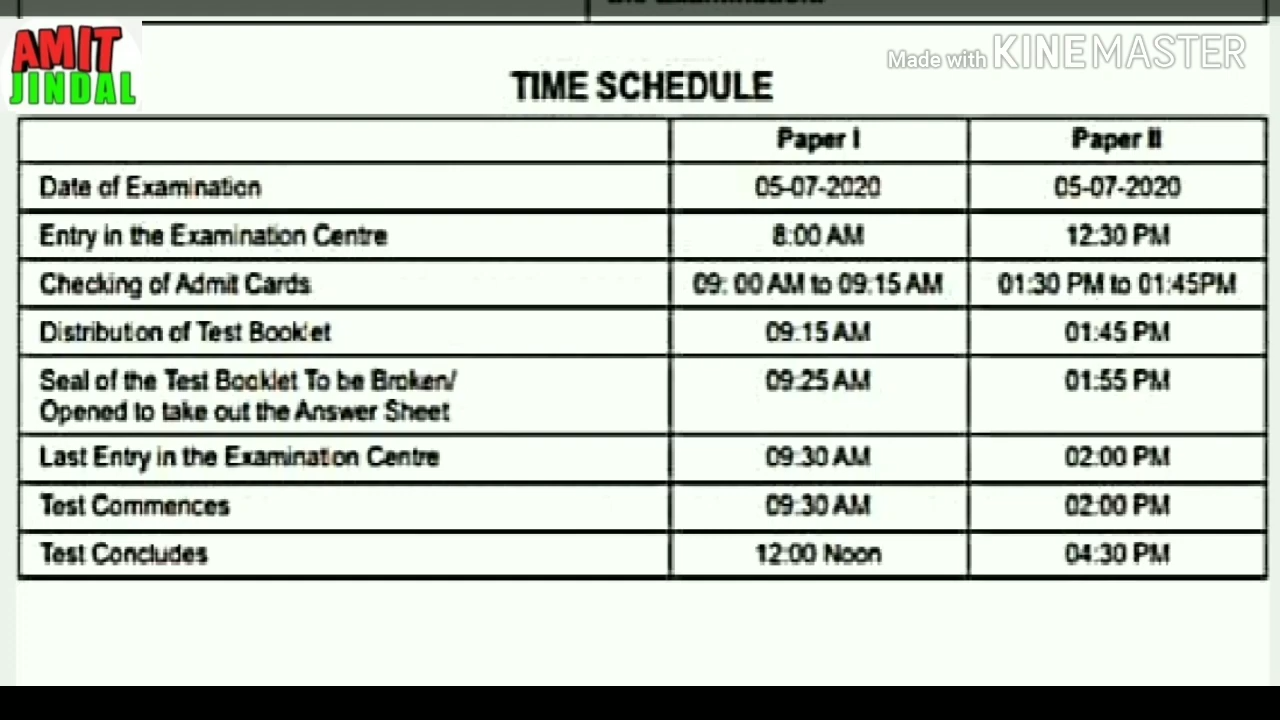 the Examination.
AMIT
JINDAL
Made with KINEMASTER
TIME SCHEDULE
Paper I Paper II
Date of Examination 05-07-2020 05-07-2020
Entry in the Examination Centre 8:00 AM 12:30 PM
Checking of Admit Cards 09: 00 AM to 09:15 AM 01:30 PM to 01:45PM
Distribution of Test Booklet 09:15 AM 01:45 PM
Seal of the Test Booklet To be Broken/ 09:25 AM 01:55 PM
Opened to take out the Answer Sheet
Last Entry in the Examination Centre 09:30 AM 02:00 PM
Test Commences 09:30 AM 02:00 PM
Test Concludes 12:00 Noon 04:30 PM